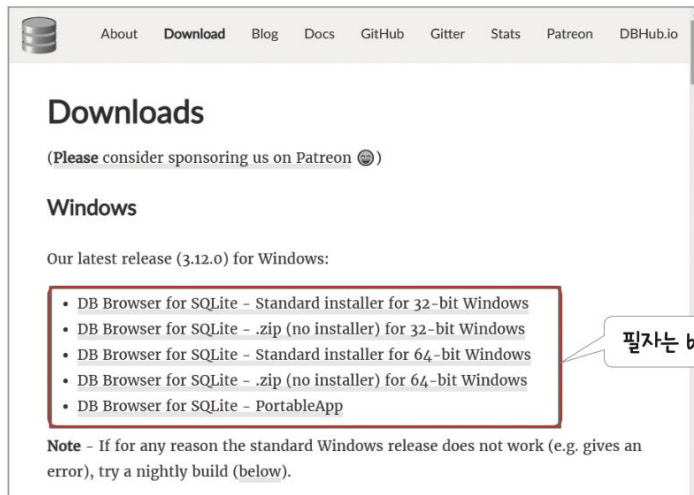 About Download Blog Docs GitHub Gitter Stats Patreon DBHub.io
Downloads
(Please consider sponsoring us on Patreon 😁)
Windows
Our latest release (3.12.0) for Windows:
• DB Browser for SQLite - Standard installer for 32-bit Windows
• DB Browser for SQLite - .zip (no installer) for 32-bit Windows
• DB Browser for SQLite - Standard installer for 64-bit Windows
• DB Browser for SQLite - .zip (no installer) for 64-bit Windows
• DB Browser for SQLite - PortableApp
필자는
Note - If for any reason the standard Windows release does not work (e.g. gives an
error), try a nightly build (below).